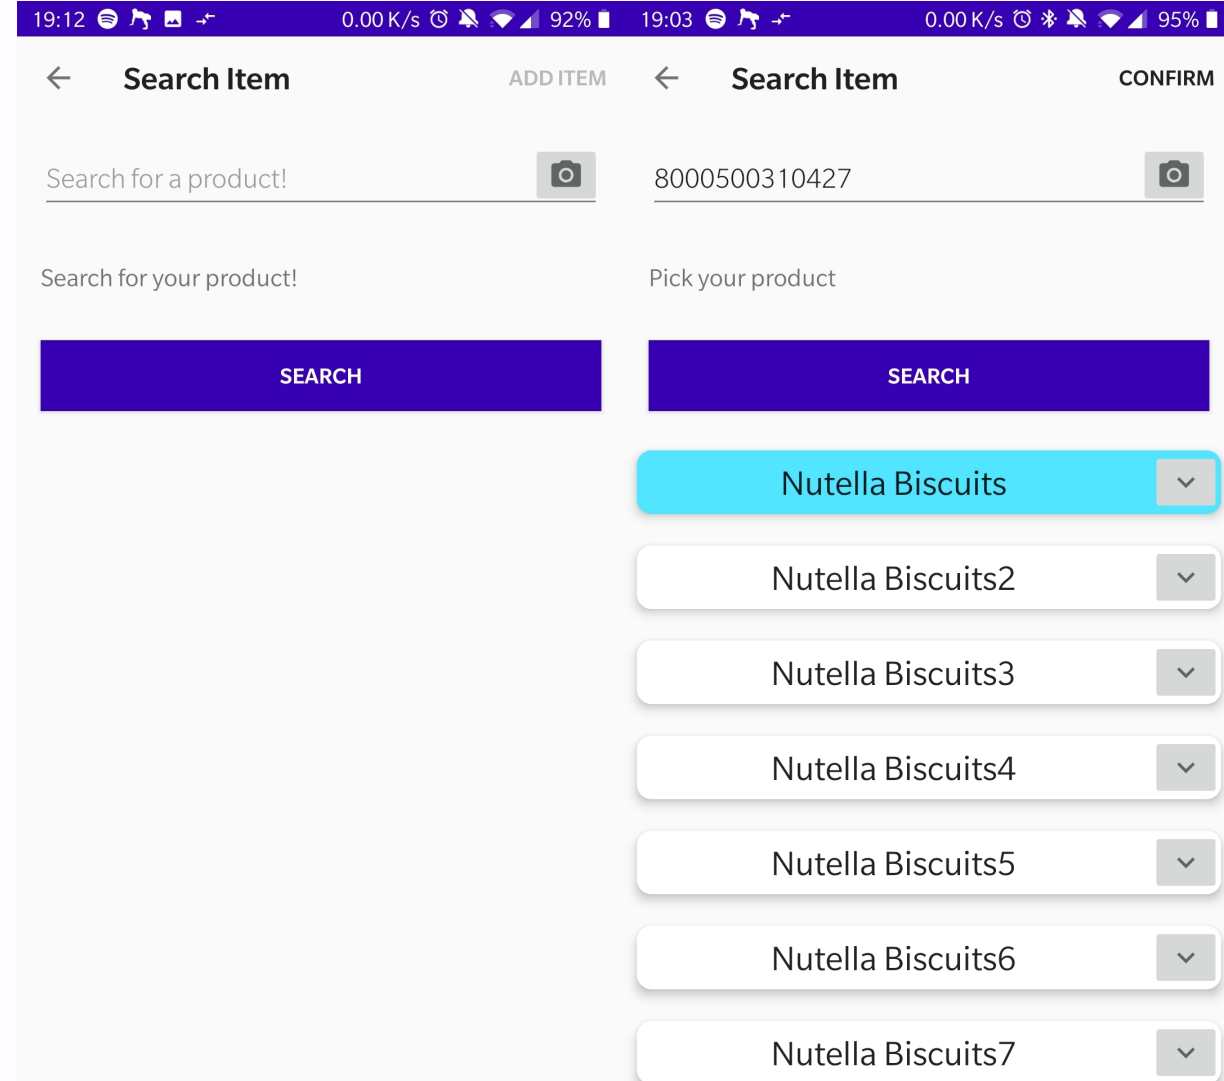 19:12 0.00 K/s 92%
Search Item ADD ITEM
Search for a product!
Search for your product!
SEARCH
19:03 0.00 K/s 95%
Search Item CONFIRM
8000500310427
Pick your product
SEARCH
Nutella Biscuits
Nutella Biscuits2
Nutella Biscuits3
Nutella Biscuits4
Nutella Biscuits5
Nutella Biscuits6
Nutella Biscuits7